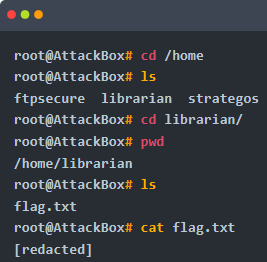 root@AttackBox# cd /home
root@AttackBox# ls
ftpsecure  librarian  strategos
root@AttackBox# cd librarian/
root@AttackBox# pwd
/home/librarian
root@AttackBox# ls
flag.txt
root@AttackBox# cat flag.txt
[redacted]